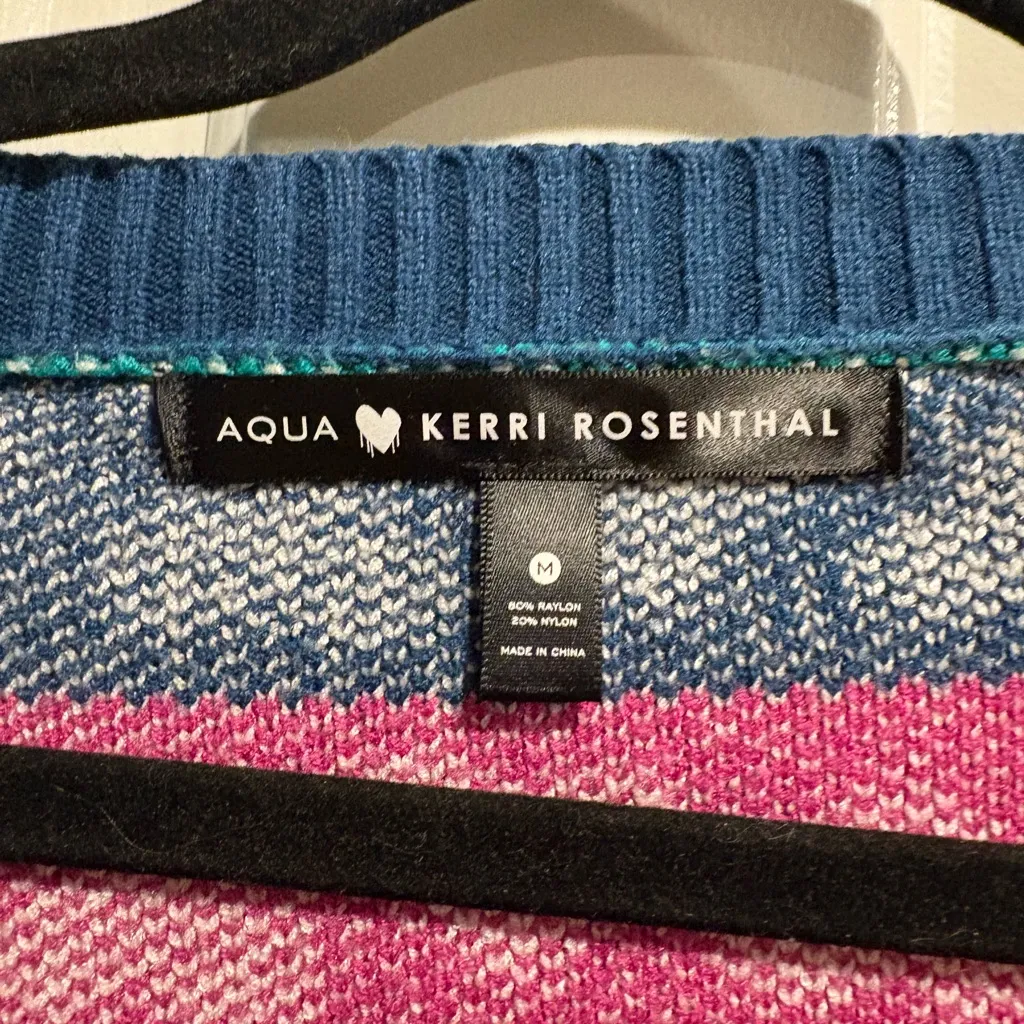 AQUA KERRI ROSENTHAL
M
80% RAYLON
20% NYLON
MADE IN CHINA